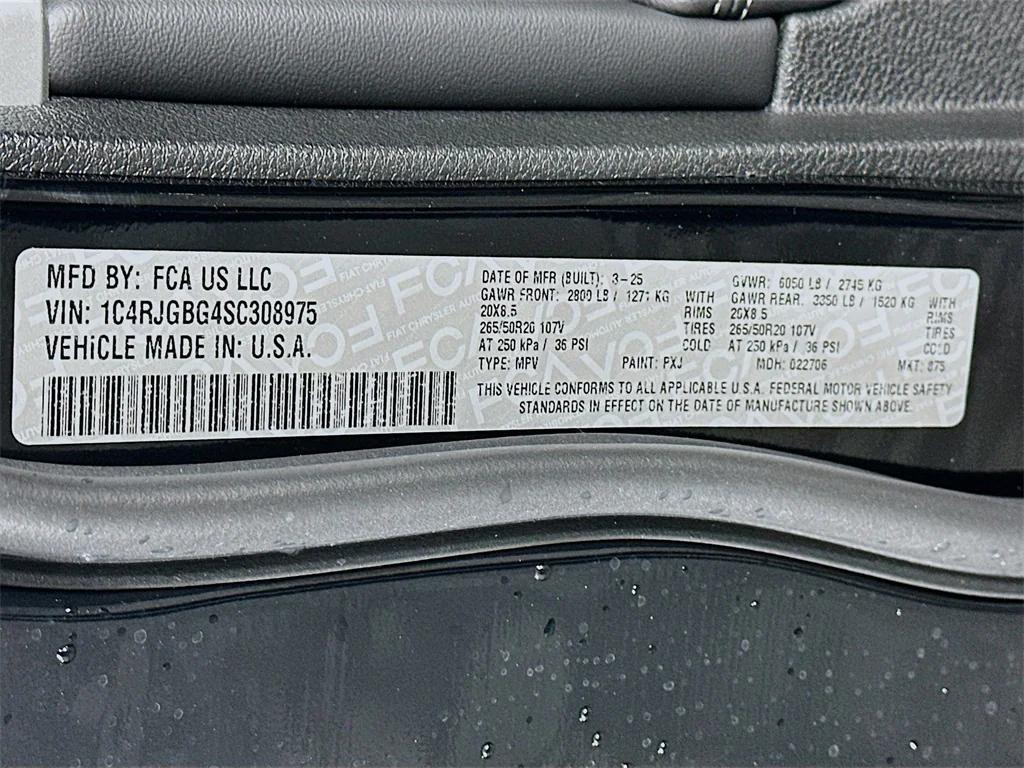 MFD BY: FCA US LLC
VIN: 1C4RJGBG4SC308975
VEHICLE MADE IN: U.S.A.
DATE OF MFR (BUILT): 3-25
GAWR FRONT: 2800 LB / 1271 KG WITH
20X8.5 RIMS
265/50R20 107V TIRES
AT 250 kPa / 36 PSI COLD
TYPE: MPV PAINT: PXJ
GVWR: 6050 LB / 2745 KG
GAWR REAR: 3350 LB / 1520 KG WITH
20X8.5 RIMS
265/50R20 107V TIRES
AT 250 kPa / 36 PSI COLD
MDH: 022706 MKT: 875
THIS VEHICLE CONFORMS TO ALL APPLICABLE U.S.A. FEDERAL MOTOR VEHICLE SAFETY
STANDARDS IN EFFECT ON THE DATE OF MANUFACTURE SHOWN ABOVE.